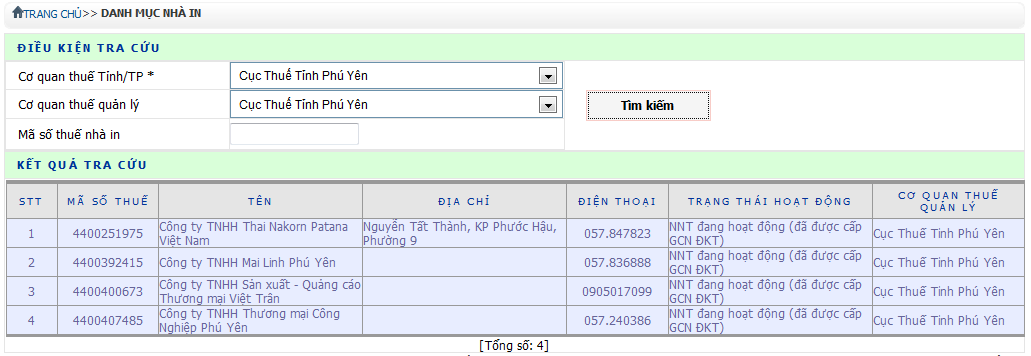 TRANG CHỦ>> DANH MỤC NHÀ IN
ĐIỀU KIỆN TRA CỨU
Cơ quan thuế Tỉnh/TP * Cục Thuế Tỉnh Phú Yên
Cơ quan thuế quản lý Cục Thuế Tỉnh Phú Yên Tìm kiếm
Mã số thuế nhà in
KẾT QUẢ TRA CỨU
STT MÃ SỐ THUẾ TÊN ĐỊA CHỈ ĐIỆN THOẠI TRẠNG THÁI HOẠT ĐỘNG CƠ QUAN THUẾ
QUẢN LÝ
1 4400251975 Công ty TNHH Thai Nakorn Patana Nguyễn Tất Thành, KP Phước Hậu, 057.847823 NNT đang hoạt động (đã được cấp Cục Thuế Tỉnh Phú Yên
Việt Nam Phường 9 GCN ĐKT)
2 4400392415 Công ty TNHH Mai Linh Phú Yên 057.836888 NNT đang hoạt động (đã được cấp Cục Thuế Tỉnh Phú Yên
GCN ĐKT)
3 4400400673 Công ty TNHH Sản xuất - Quảng cáo 0905017099 NNT đang hoạt động (đã được cấp Cục Thuế Tỉnh Phú Yên
Thương mại Việt Trân GCN ĐKT)
4 4400407485 Công ty TNHH Thương mại Công 057.240386 NNT đang hoạt động (đã được cấp Cục Thuế Tỉnh Phú Yên
Nghiệp Phú Yên GCN ĐKT)
[Tổng số: 4]